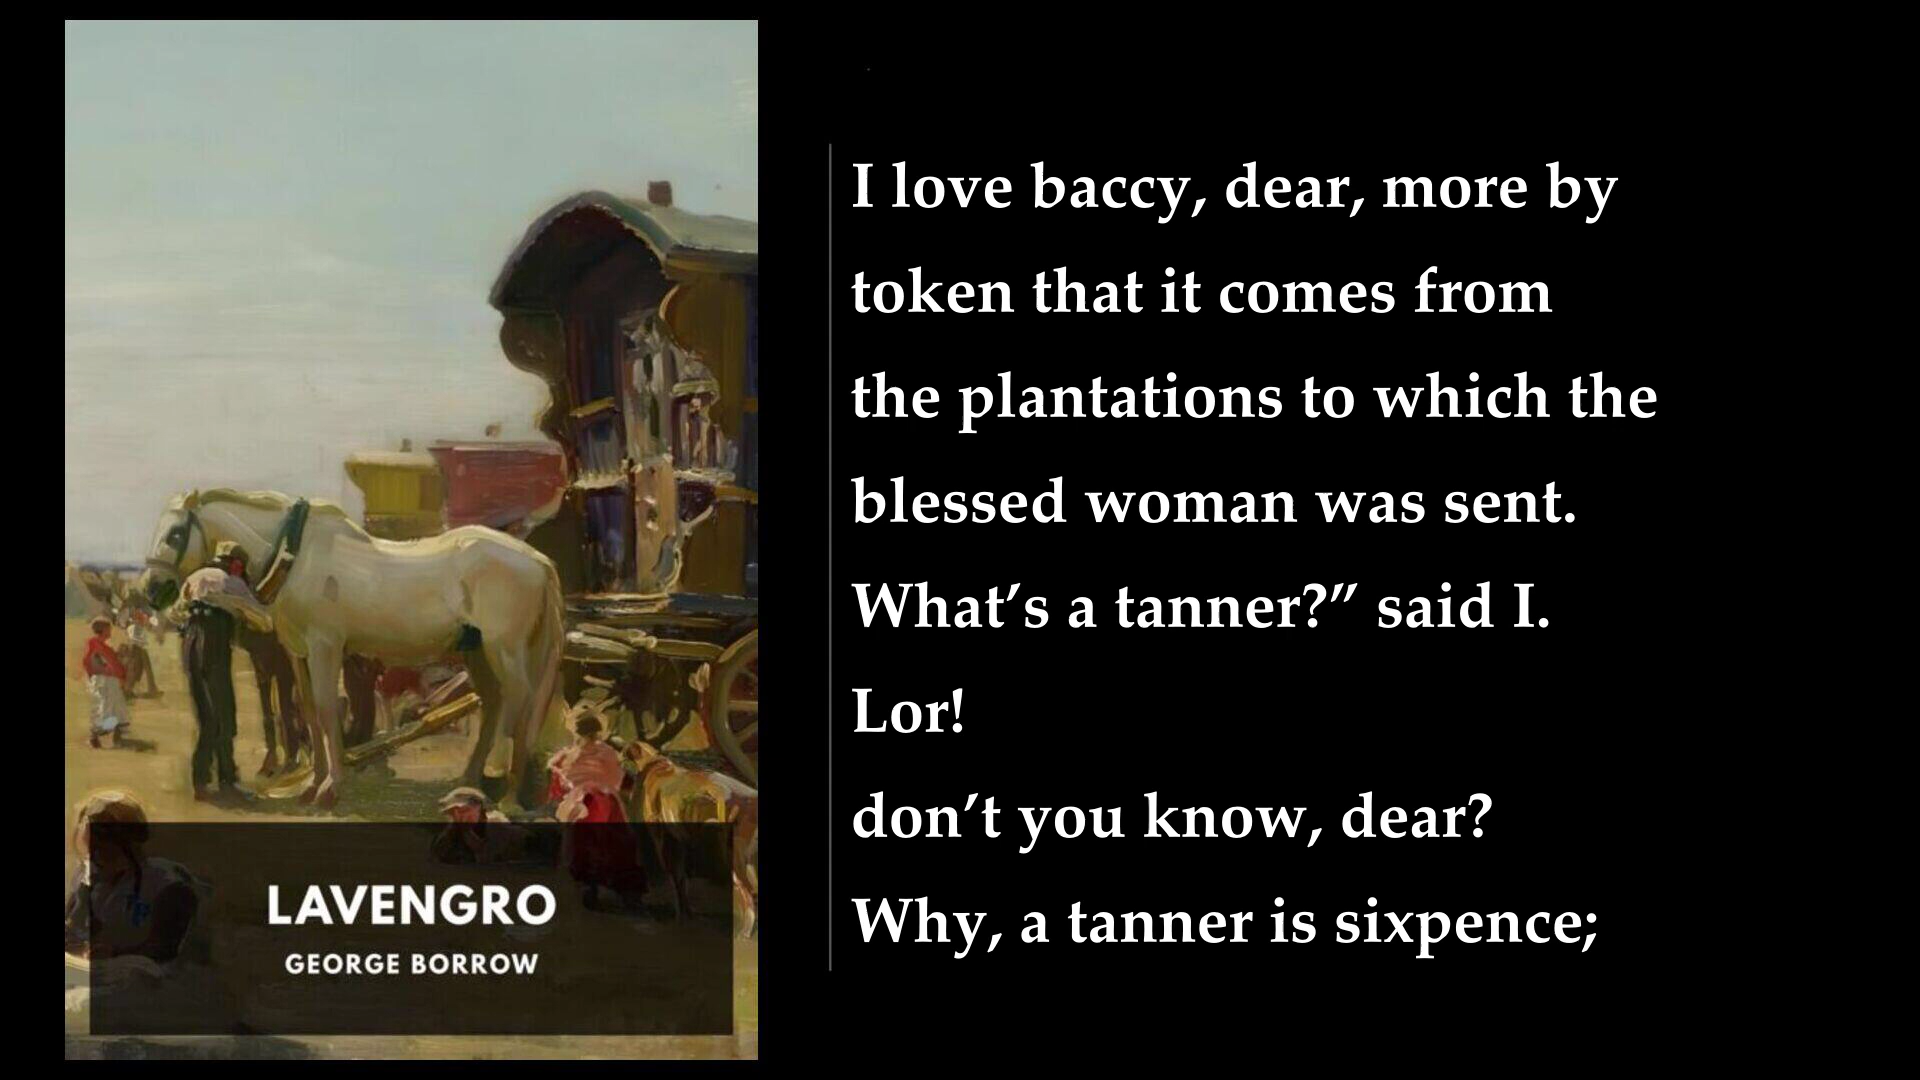 LAVENGRO
GEORGE BORROW
I love baccy, dear, more by
token that it comes from
the plantations to which the
blessed woman was sent.
What’s a tanner?” said I.
Lor!
don’t you know, dear?
Why, a tanner is sixpence;